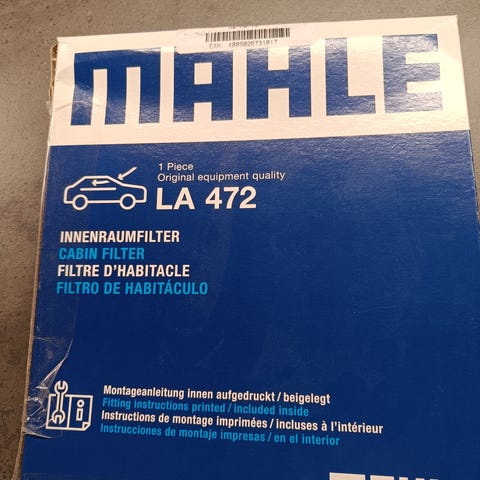 EAN: 4009026731017
MAHLE
1 Piece
Original equipment quality
LA 472
INNENRAUMFILTER
CABIN FILTER
FILTRE D'HABITACLE
FILTRO DE HABITÁCULO
Montageanleitung innen aufgedruckt / beigelegt
Fitting instructions printed / included inside
Instructions de montage imprimées / incluses à l'intérieur
Instrucciones de montaje impresas / en el interior